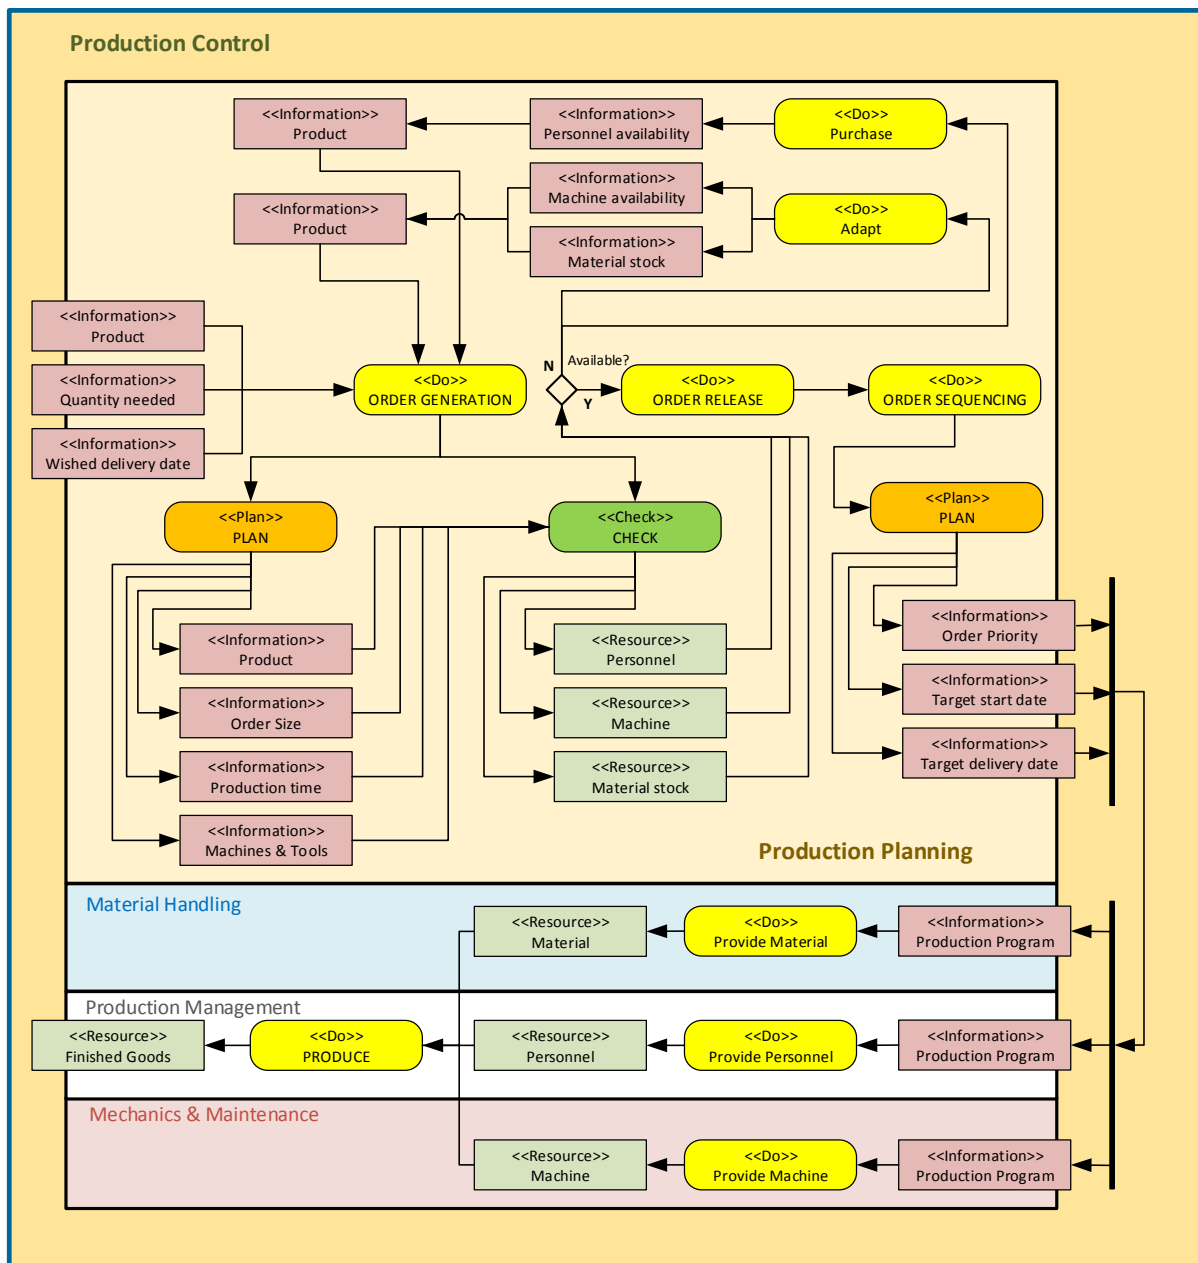 Production Control
<<Information>>
Product
<<Information>>
Personnel availability
<<Do>>
Purchase
<<Information>>
Machine availability
<<Information>>
Product
<<Do>>
Adapt
<<Information>>
Material stock
<<Information>>
Product
<<Information>>
Quantity needed
<<Information>>
Wished delivery date
<<Do>>
ORDER GENERATION
N
Available?
Y
<<Do>>
ORDER RELEASE
<<Do>>
ORDER SEQUENCING
<<Plan>>
PLAN
<<Check>>
CHECK
<<Plan>>
PLAN
<<Information>>
Product
<<Information>>
Order Size
<<Information>>
Production time
<<Information>>
Machines & Tools
<<Resource>>
Personnel
<<Resource>>
Machine
<<Resource>>
Material stock
<<Information>>
Order Priority
<<Information>>
Target start date
<<Information>>
Target delivery date
Production Planning
Material Handling
<<Resource>>
Material
<<Do>>
Provide Material
<<Information>>
Production Program
Production Management
<<Resource>>
Finished Goods
<<Do>>
PRODUCE
<<Resource>>
Personnel
<<Do>>
Provide Personnel
<<Information>>
Production Program
Mechanics & Maintenance
<<Resource>>
Machine
<<Do>>
Provide Machine
<<Information>>
Production Program